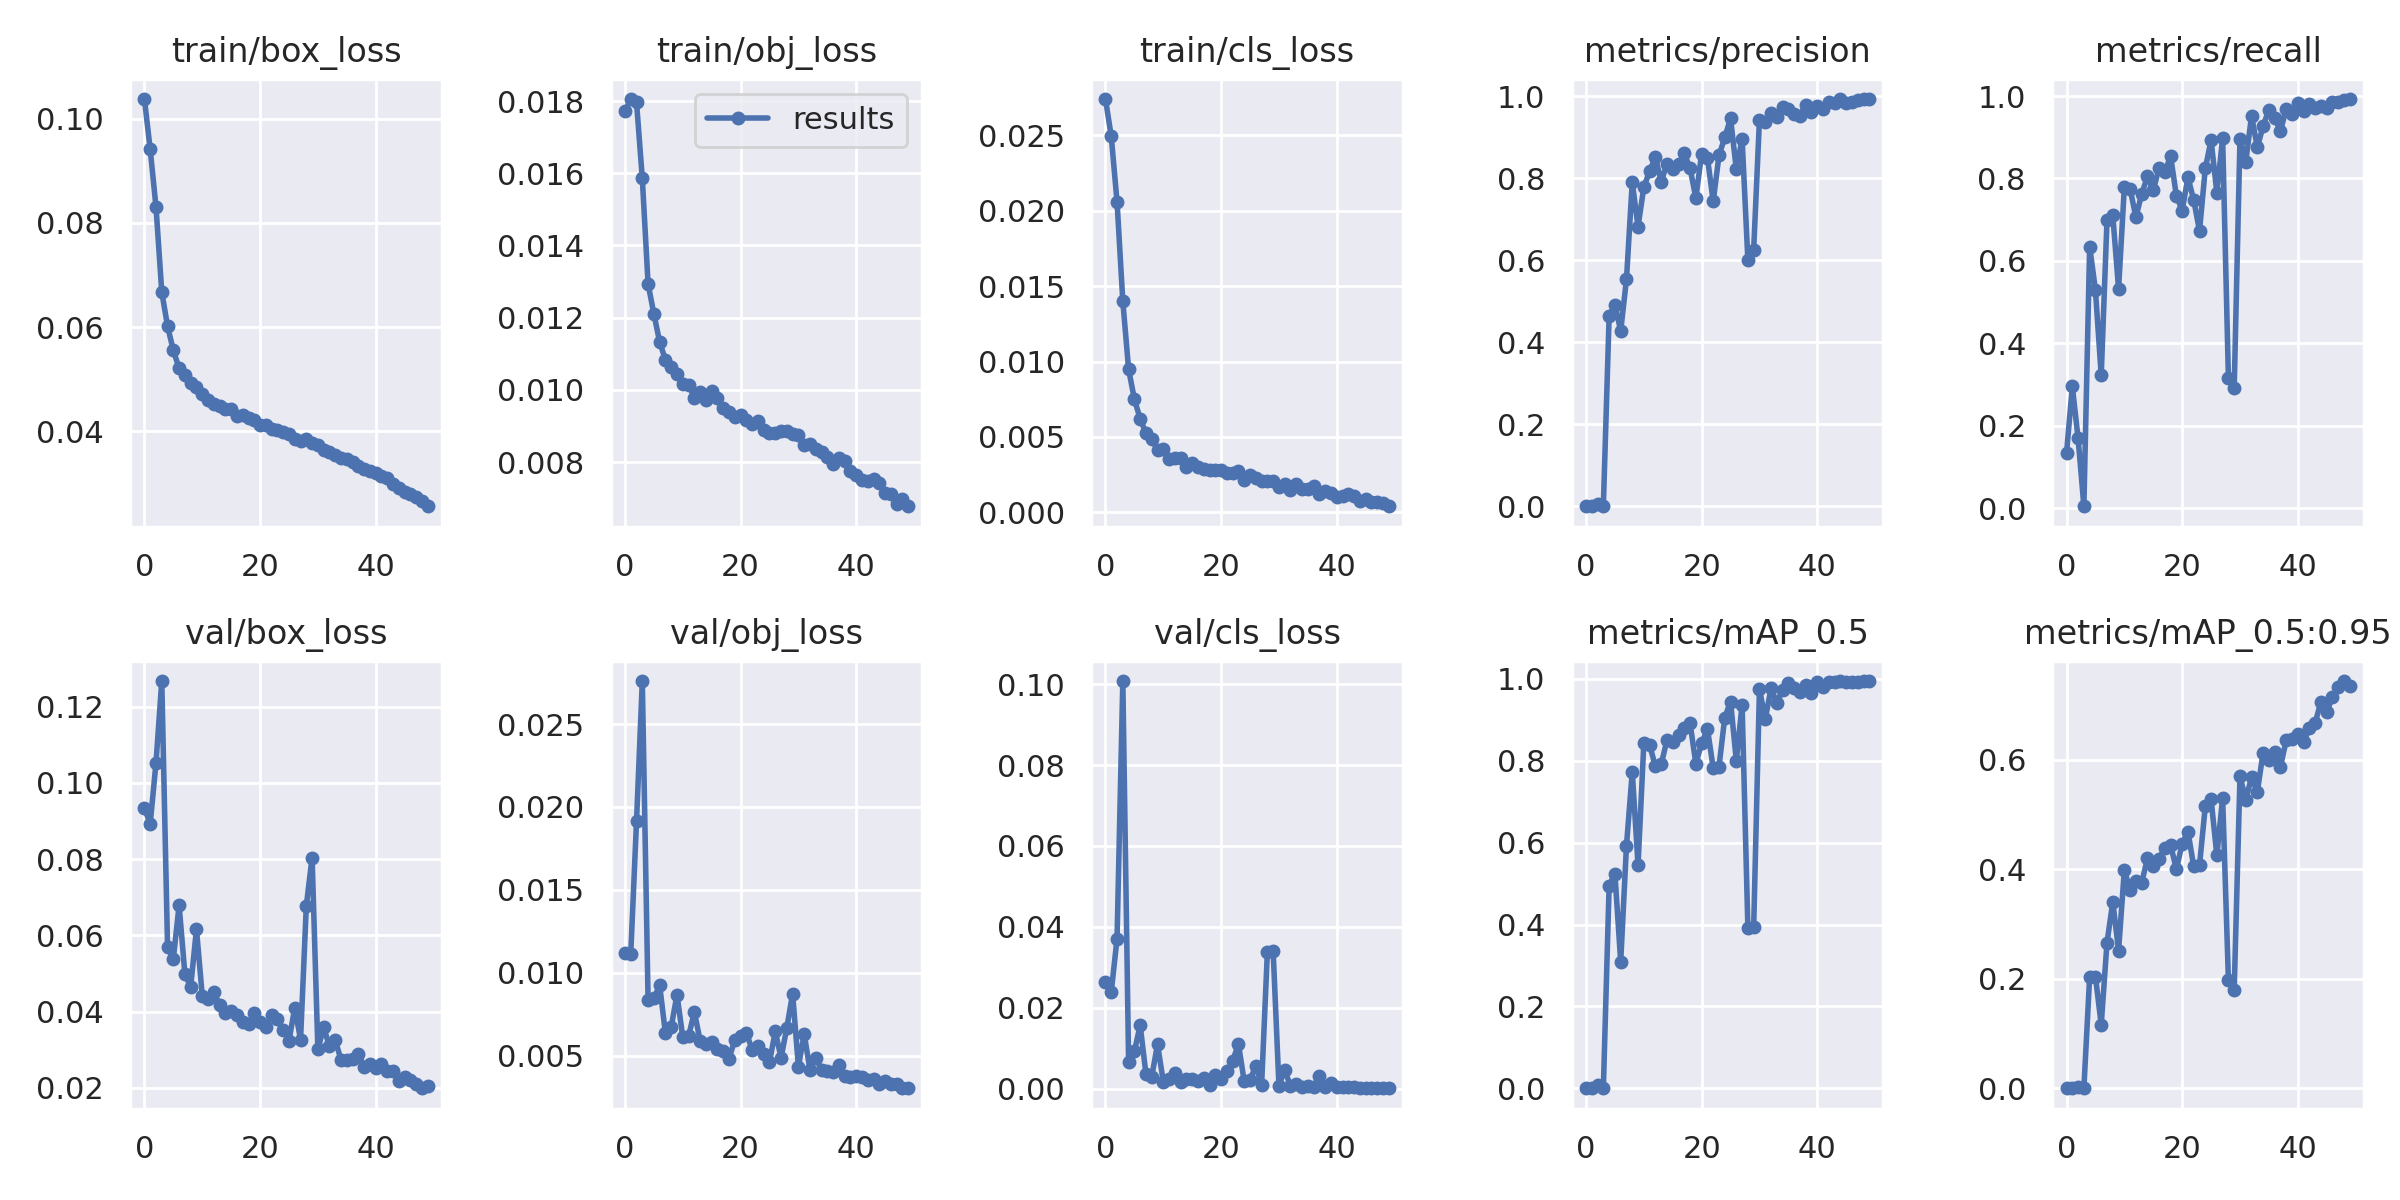 train/box_loss
0.10
0.08
0.06
0.04
0 20 40
train/obj_loss
results
0.018
0.016
0.014
0.012
0.010
0.008
0 20 40
train/cls_loss
0.025
0.020
0.015
0.010
0.005
0.000
0 20 40
metrics/precision
1.0
0.8
0.6
0.4
0.2
0.0
0 20 40
metrics/recall
1.0
0.8
0.6
0.4
0.2
0.0
0 20 40
val/box_loss
0.12
0.10
0.08
0.06
0.04
0.02
0 20 40
val/obj_loss
0.025
0.020
0.015
0.010
0.005
0 20 40
val/cls_loss
0.10
0.08
0.06
0.04
0.02
0.00
0 20 40
metrics/mAP_0.5
1.0
0.8
0.6
0.4
0.2
0.0
0 20 40
metrics/mAP_0.5:0.95
0.6
0.4
0.2
0.0
0 20 40